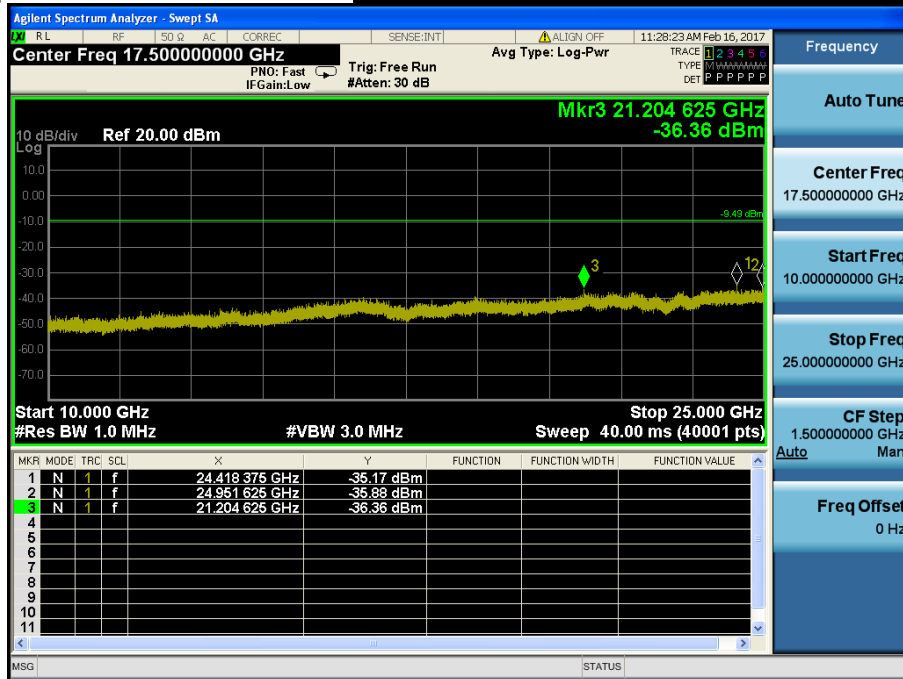 Agilent Spectrum Analyzer - Swept SA
LXI RL RF 50 Ω AC CORREC SENSE:INT ALIGN OFF 11:28:23 AM Feb 16, 2017
Center Freq 17.500000000 GHz
PNO: Fast
IFGain:Low
Trig: Free Run
#Atten: 30 dB
Avg Type: Log-Pwr
TRACE 1 2 3 4 5 6
TYPE M W W W W W
DET P P P P P P
Mkr3 21.204 625 GHz
-36.36 dBm
10 dB/div Ref 20.00 dBm
Log
10.0
0.00
-10.0
-9.49 dBm
-20.0
-30.0
3
1 2
-40.0
-50.0
-60.0
-70.0
Start 10.000 GHz Stop 25.000 GHz
#Res BW 1.0 MHz #VBW 3.0 MHz Sweep 40.00 ms (40001 pts)
MKR MODE TRC SCL X Y FUNCTION FUNCTION WIDTH FUNCTION VALUE
1 N 1 f 24.418 375 GHz -35.17 dBm
2 N 1 f 24.951 625 GHz -35.88 dBm
3 N 1 f 21.204 625 GHz -36.36 dBm
4
5
6
7
8
9
10
11
MSG STATUS
Frequency
Auto Tune
Center Freq
17.500000000 GHz
Start Freq
10.000000000 GHz
Stop Freq
25.000000000 GHz
CF Step
1.500000000 GHz
Auto Man
Freq Offset
0 Hz